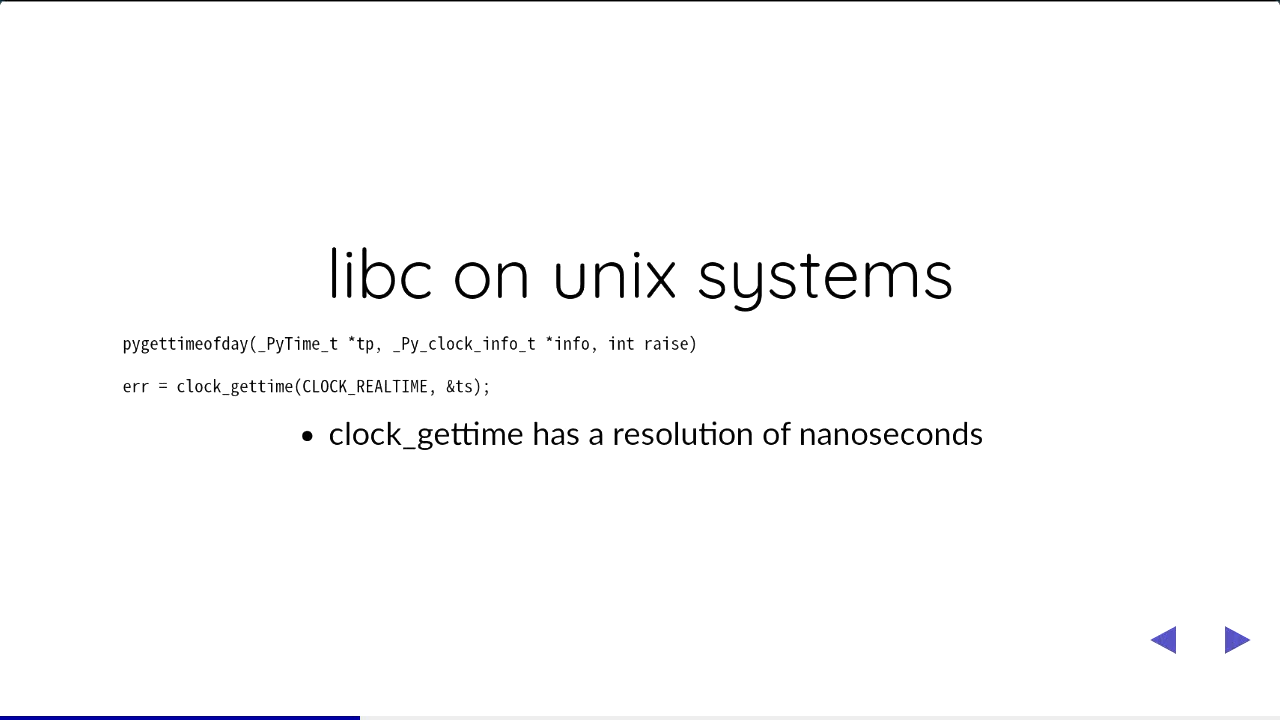 libc on unix systems
pygettimeofday(_PyTime_t *tp, _Py_clock_info_t *info, int raise)
err = clock_gettime(CLOCK_REALTIME, &ts);
• clock_gettime has a resolution of nanoseconds